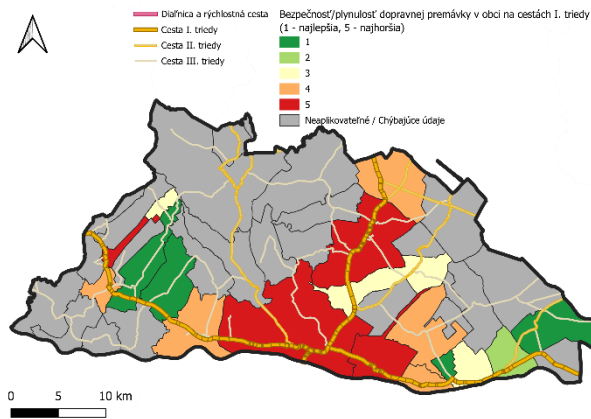 Diaľnica a rýchlostná cesta
Cesta I. triedy
Cesta II. triedy
Cesta III. triedy
Bezpečnosť/plynulosť dopravnej premávky v obci na cestách I. triedy
(1 - najlepšia, 5 - najhoršia)
1
2
3
4
5
Neaplikovateľné / Chýbajúce údaje
0 5 10 km